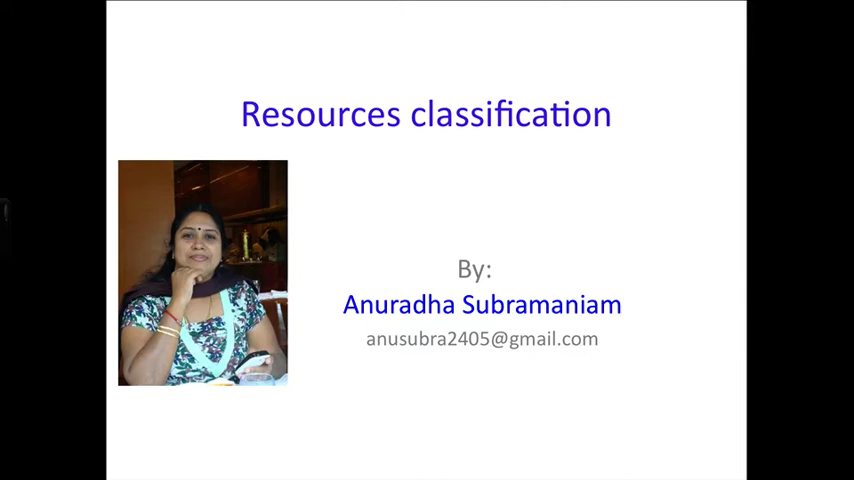 Resources classification
By:
Anuradha Subramaniam
anusubra2405@gmail.com